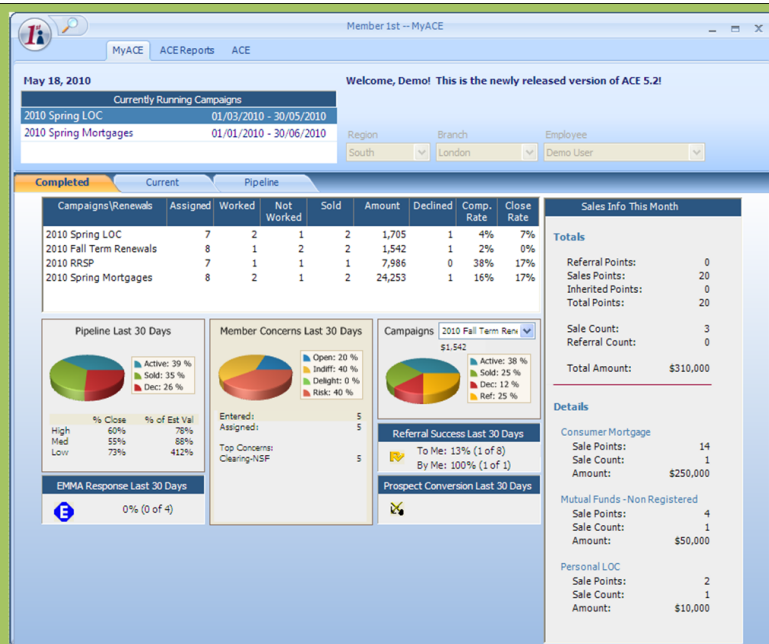 Member 1st -- MyACE
1st
MyACE ACE Reports ACE
May 18, 2010
Welcome, Demo! This is the newly released version of ACE 5.2!
Currently Running Campaigns
2010 Spring LOC 01/03/2010 - 30/05/2010
2010 Spring Mortgages 01/01/2010 - 30/06/2010
Region Branch Employee
South London Demo User
Completed Current Pipeline
Campaigns\Renewals Assigned Worked Not Worked Sold Amount Declined Comp. Rate Close Rate
2010 Spring LOC 7 2 1 2 1,705 1 4% 7%
2010 Fall Term Renewals 8 1 2 2 1,542 1 2% 0%
2010 RRSP 7 1 1 1 7,986 0 38% 17%
2010 Spring Mortgages 8 2 1 2 24,253 1 16% 17%
Pipeline Last 30 Days
Active: 39 %
Sold: 35 %
Dec: 26 %
% Close % of Est Val
High 60% 78%
Med 55% 88%
Low 73% 412%
EMMA Response Last 30 Days
E 0% (0 of 4)
Member Concerns Last 30 Days
Open: 20 %
Indiff: 40 %
Delight: 0 %
Risk: 40 %
Entered: 5
Assigned: 5
Top Concerns:
Clearing-NSF 5
Campaigns 2010 Fall Term Ren
$1,542
Active: 38 %
Sold: 25 %
Dec: 12 %
Ref: 25 %
Referral Success Last 30 Days
To Me: 13% (1 of 8)
By Me: 100% (1 of 1)
Prospect Conversion Last 30 Days
Sales Info This Month
Totals
Referral Points: 0
Sales Points: 20
Inherited Points: 0
Total Points: 20
Sale Count: 3
Referral Count: 0
Total Amount: $310,000
Details
Consumer Mortgage
Sale Points: 14
Sale Count: 1
Amount: $250,000
Mutual Funds -Non Registered
Sale Points: 4
Sale Count: 1
Amount: $50,000
Personal LOC
Sale Points: 2
Sale Count: 1
Amount: $10,000